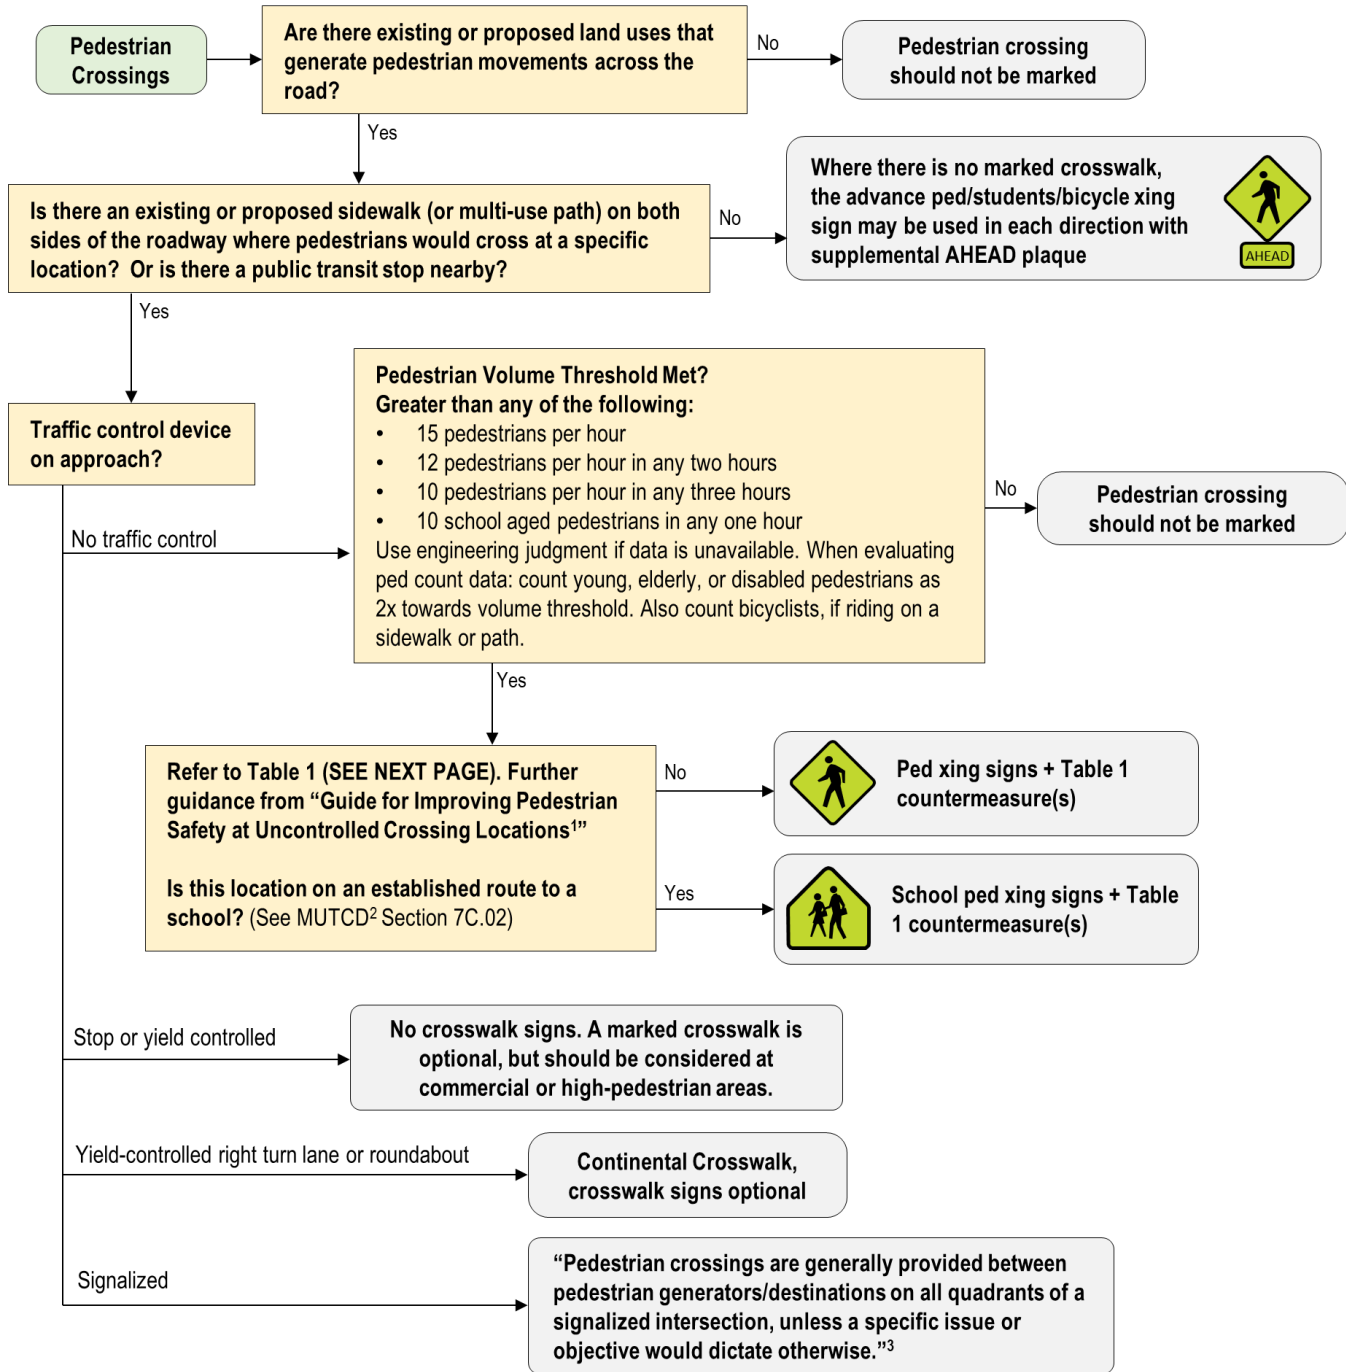 Pedestrian
Crossings
Are there existing or proposed land uses that
generate pedestrian movements across the
road?
No
Pedestrian crossing
should not be marked
Yes
Is there an existing or proposed sidewalk (or multi-use path) on both
sides of the roadway where pedestrians would cross at a specific
location?  Or is there a public transit stop nearby?
No
Where there is no marked crosswalk,
the advance ped/students/bicycle xing
sign may be used in each direction with
supplemental AHEAD plaque
AHEAD
Yes
Traffic control device
on approach?
No traffic control
Pedestrian Volume Threshold Met?
Greater than any of the following:
• 15 pedestrians per hour
• 12 pedestrians per hour in any two hours
• 10 pedestrians per hour in any three hours
• 10 school aged pedestrians in any one hour
Use engineering judgment if data is unavailable. When evaluating
ped count data: count young, elderly, or disabled pedestrians as
2x towards volume threshold. Also count bicyclists, if riding on a
sidewalk or path.
No
Pedestrian crossing
should not be marked
Yes
Refer to Table 1 (SEE NEXT PAGE). Further
guidance from “Guide for Improving Pedestrian
Safety at Uncontrolled Crossing Locations¹”
Is this location on an established route to a
school? (See MUTCD² Section 7C.02)
No
Ped xing signs + Table 1
countermeasure(s)
Yes
School ped xing signs + Table
1 countermeasure(s)
Stop or yield controlled
No crosswalk signs. A marked crosswalk is
optional, but should be considered at
commercial or high-pedestrian areas.
Yield-controlled right turn lane or roundabout
Continental Crosswalk,
crosswalk signs optional
Signalized
“Pedestrian crossings are generally provided between
pedestrian generators/destinations on all quadrants of a
signalized intersection, unless a specific issue or
objective would dictate otherwise.”³